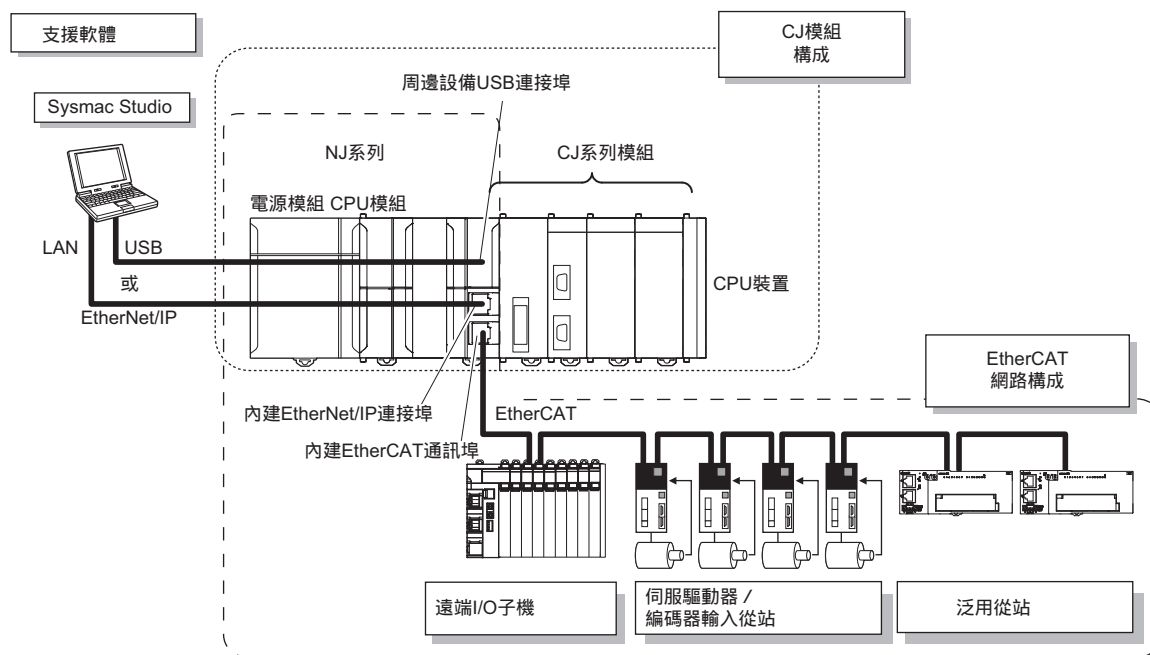 支援軟體
CJ模組
構成
Sysmac Studio
周邊設備USB連接埠
NJ系列
CJ系列模組
電源模組 CPU模組
LAN
USB
或
EtherNet/IP
CPU裝置
EtherCAT
網路構成
內建EtherNet/IP連接埠
EtherCAT
內建EtherCAT通訊埠
遠端I/O子機
伺服驅動器 /
編碼器輸入從站
泛用從站